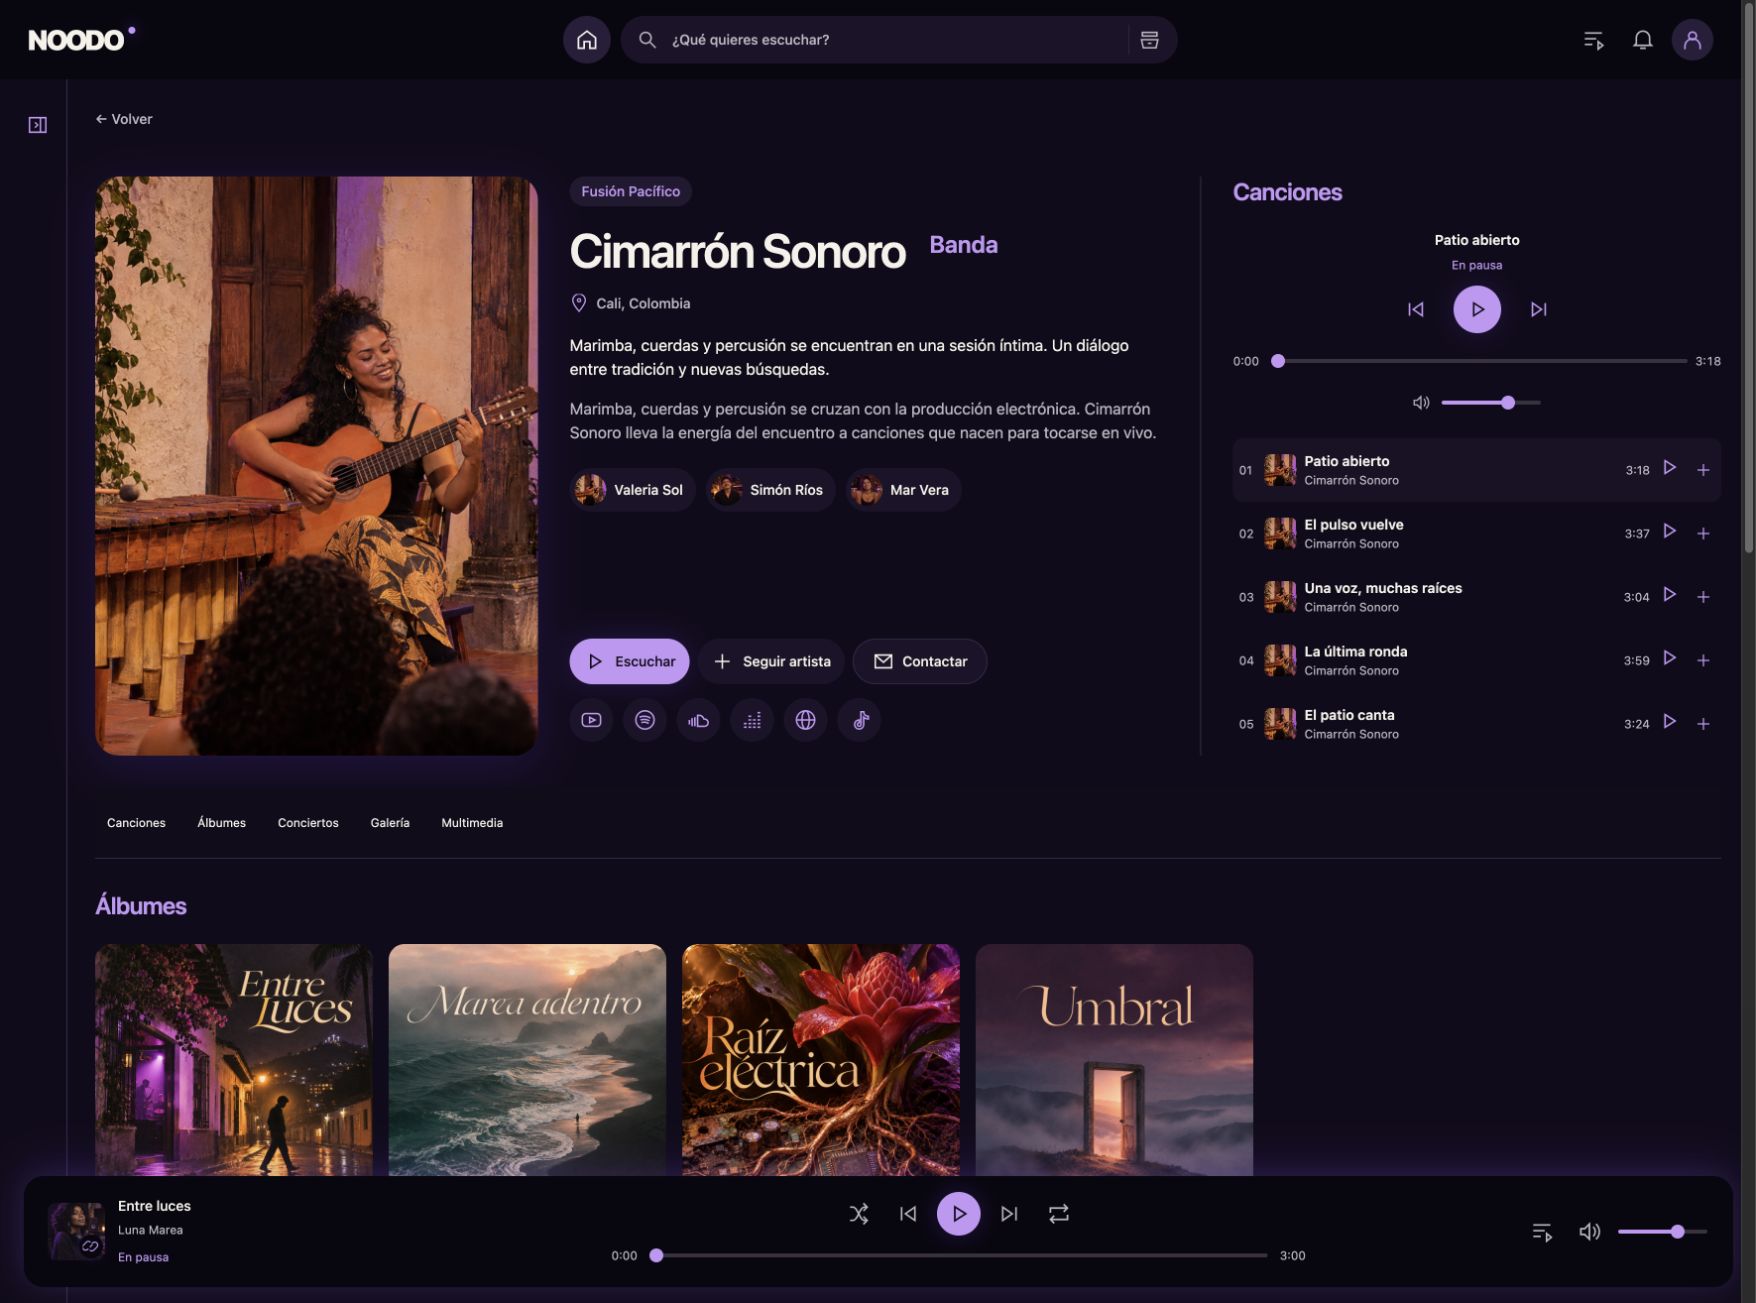 NOODO
¿Qué quieres escuchar?
← Volver
Fusión Pacífico
Cimarrón Sonoro Banda
Cali, Colombia
Marimba, cuerdas y percusión se encuentran en una sesión íntima. Un diálogo
entre tradición y nuevas búsquedas.
Marimba, cuerdas y percusión se cruzan con la producción electrónica. Cimarrón
Sonoro lleva la energía del encuentro a canciones que nacen para tocarse en vivo.
Valeria Sol
Simón Ríos
Mar Vera
Escuchar
Seguir artista
Contactar
Canciones
Patio abierto
En pausa
0:00
3:18
01 Patio abierto 3:18
Cimarrón Sonoro
02 El pulso vuelve 3:37
Cimarrón Sonoro
03 Una voz, muchas raíces 3:04
Cimarrón Sonoro
04 La última ronda 3:59
Cimarrón Sonoro
05 El patio canta 3:24
Cimarrón Sonoro
Canciones
Álbumes
Conciertos
Galería
Multimedia
Álbumes
Entre
Luces
Marea adentro
Raíz
eléctrica
Umbral
Entre luces
Luna Marea
En pausa
0:00
3:00